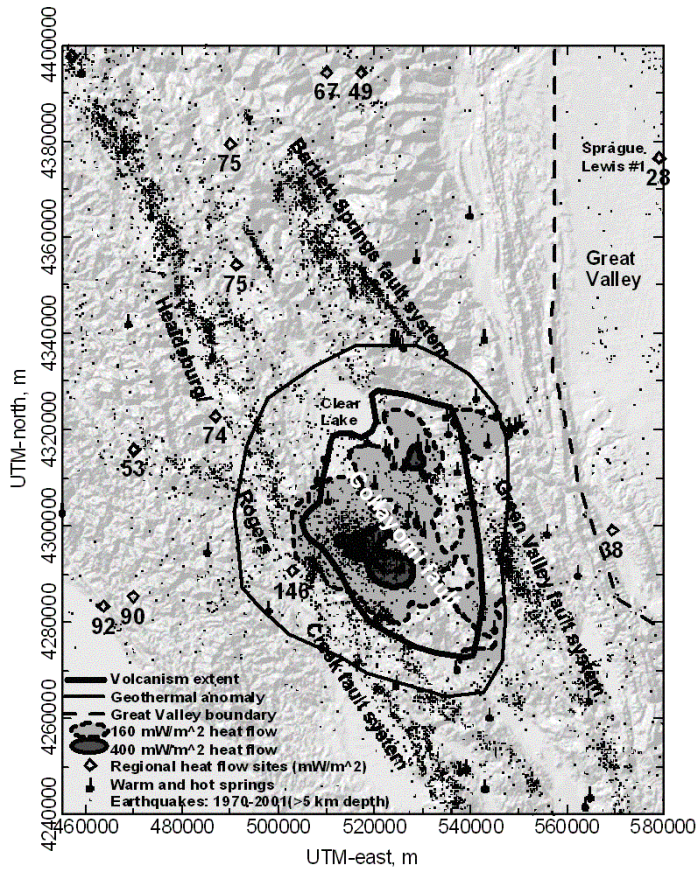 4400000
4380000
4360000
4340000
4320000
4300000
4280000
4260000
4240000
UTM-north, m
67
49
75
75
74
53
146
92
90
28
38
Sprague
Lewis #1
Great
Valley
Bartlett Springs fault system
Healdsburg/
Rogers
Creek fault system
Green Valley fault system
Clear
Lake
Volcanism extent
Geothermal anomaly
Great Valley boundary
160 mW/m^2 heat flow
400 mW/m^2 heat flow
Regional heat flow sites (mW/m^2)
Warm and hot springs
Earthquakes: 1970-2001(>5 km depth)
460000
480000
500000
520000
540000
560000
580000
UTM-east, m